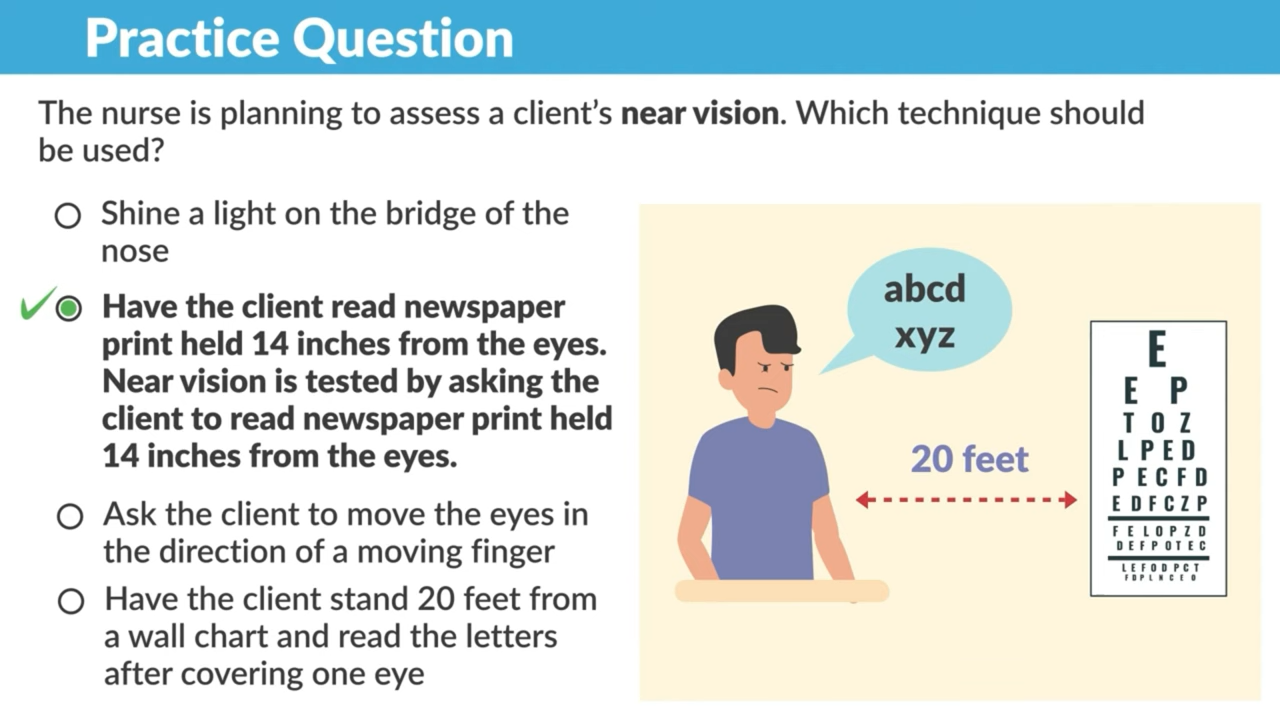 Practice Question
The nurse is planning to assess a client's near vision. Which technique should
be used?
Shine a light on the bridge of the
nose
Have the client read newspaper
print held 14 inches from the eyes.
Near vision is tested by asking the
client to read newspaper print held
14 inches from the eyes.
Ask the client to move the eyes in
the direction of a moving finger
Have the client stand 20 feet from
a wall chart and read the letters
after covering one eye
abcd
xyz
20 feet
E
E P
T O Z
L P E D
P E C F D
E D F C Z P
F E L O P Z D
D E F P O T E C
L E F O D P C T
F D P L N C E O